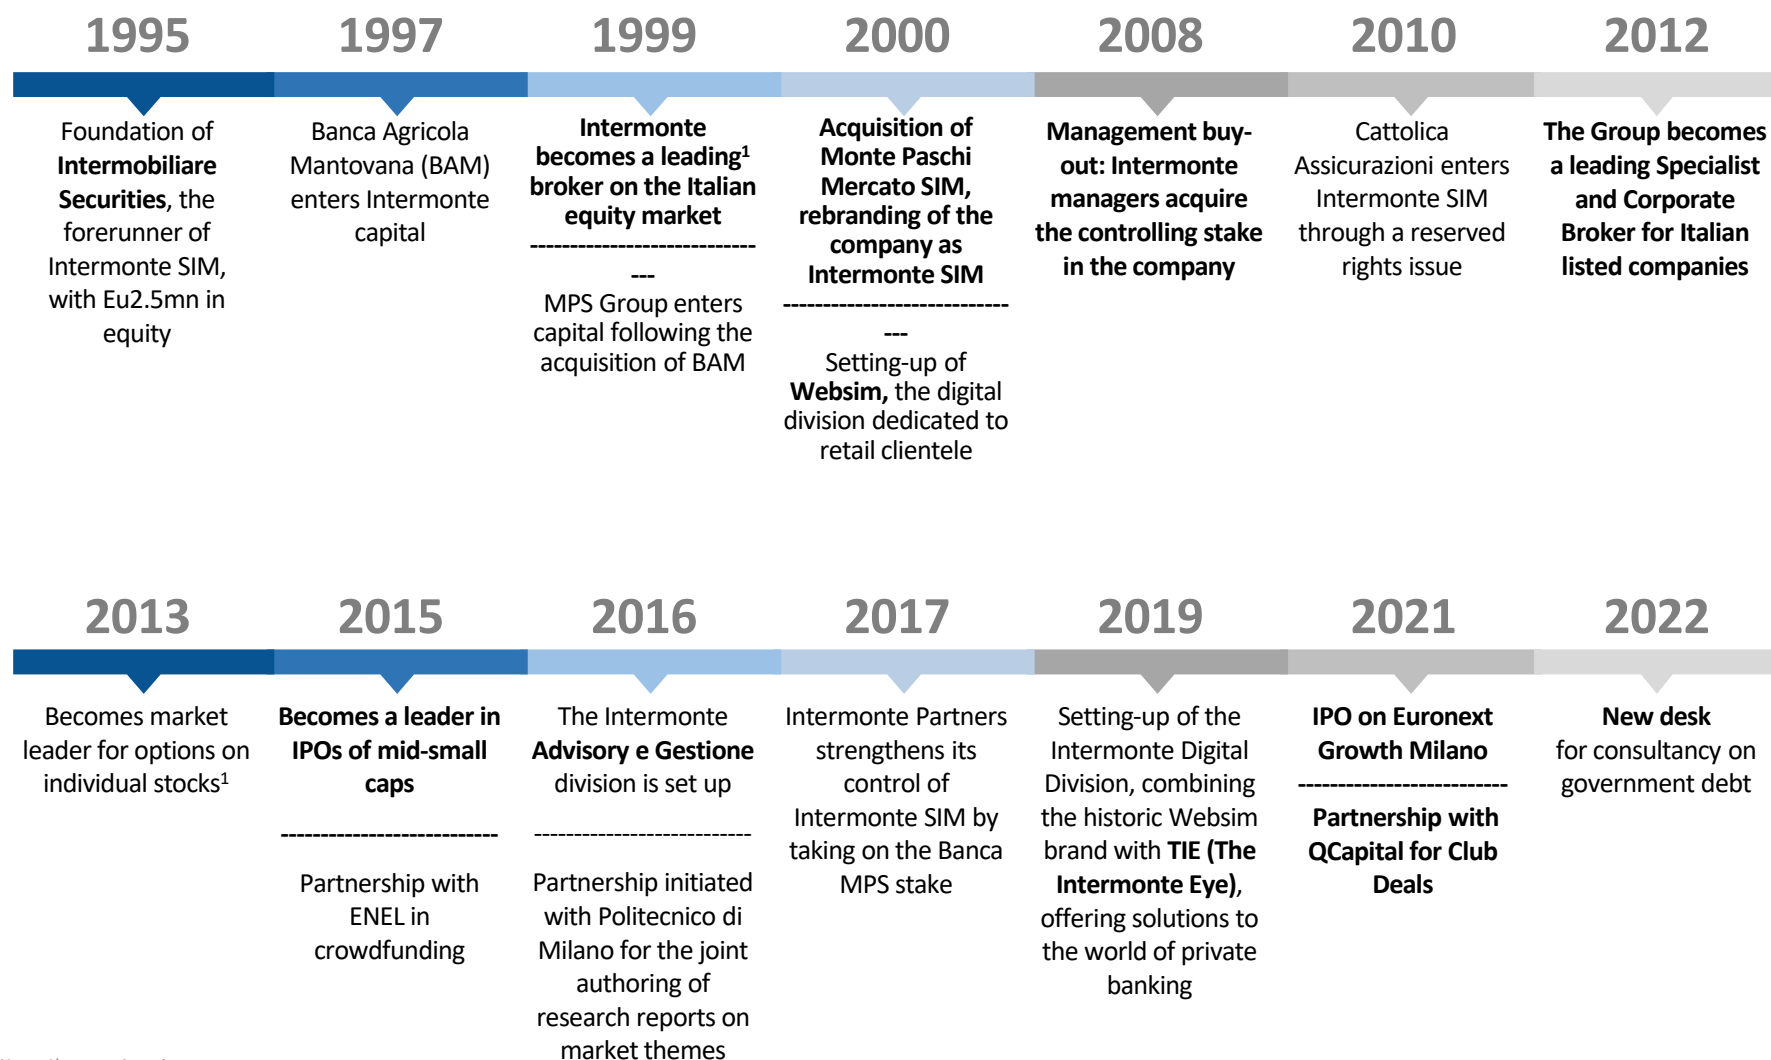 1995
Foundation of
Intermobiliare
Securities, the
forerunner of
Intermonte SIM,
with Eu2.5mn in
equity
1997
Banca Agricola
Mantovana (BAM)
enters Intermonte
capital
1999
Intermonte
becomes a leading¹
broker on the Italian
equity market
----------------------------
---
MPS Group enters
capital following the
acquisition of BAM
2000
Acquisition of
Monte Paschi
Mercato SIM,
rebranding of the
company as
Intermonte SIM
----------------------------
---
Setting-up of
Websim, the digital
division dedicated to
retail clientele
2008
Management buy-
out: Intermonte
managers acquire
the controlling stake
in the company
2010
Cattolica
Assicurazioni enters
Intermonte SIM
through a reserved
rights issue
2012
The Group becomes
a leading Specialist
and Corporate
Broker for Italian
listed companies
2013
Becomes market
leader for options on
individual stocks¹
2015
Becomes a leader in
IPOs of mid-small
caps
---------------------------
Partnership with
ENEL in
crowdfunding
2016
The Intermonte
Advisory e Gestione
division is set up
---------------------------
Partnership initiated
with Politecnico di
Milano for the joint
authoring of
research reports on
market themes
2017
Intermonte Partners
strengthens its
control of
Intermonte SIM by
taking on the Banca
MPS stake
2019
Setting-up of the
Intermonte Digital
Division, combining
the historic Websim
brand with TIE (The
Intermonte Eye),
offering solutions to
the world of private
banking
2021
IPO on Euronext
Growth Milano
--------------------------
Partnership with
QCapital for Club
Deals
2022
New desk
for consultancy on
government debt